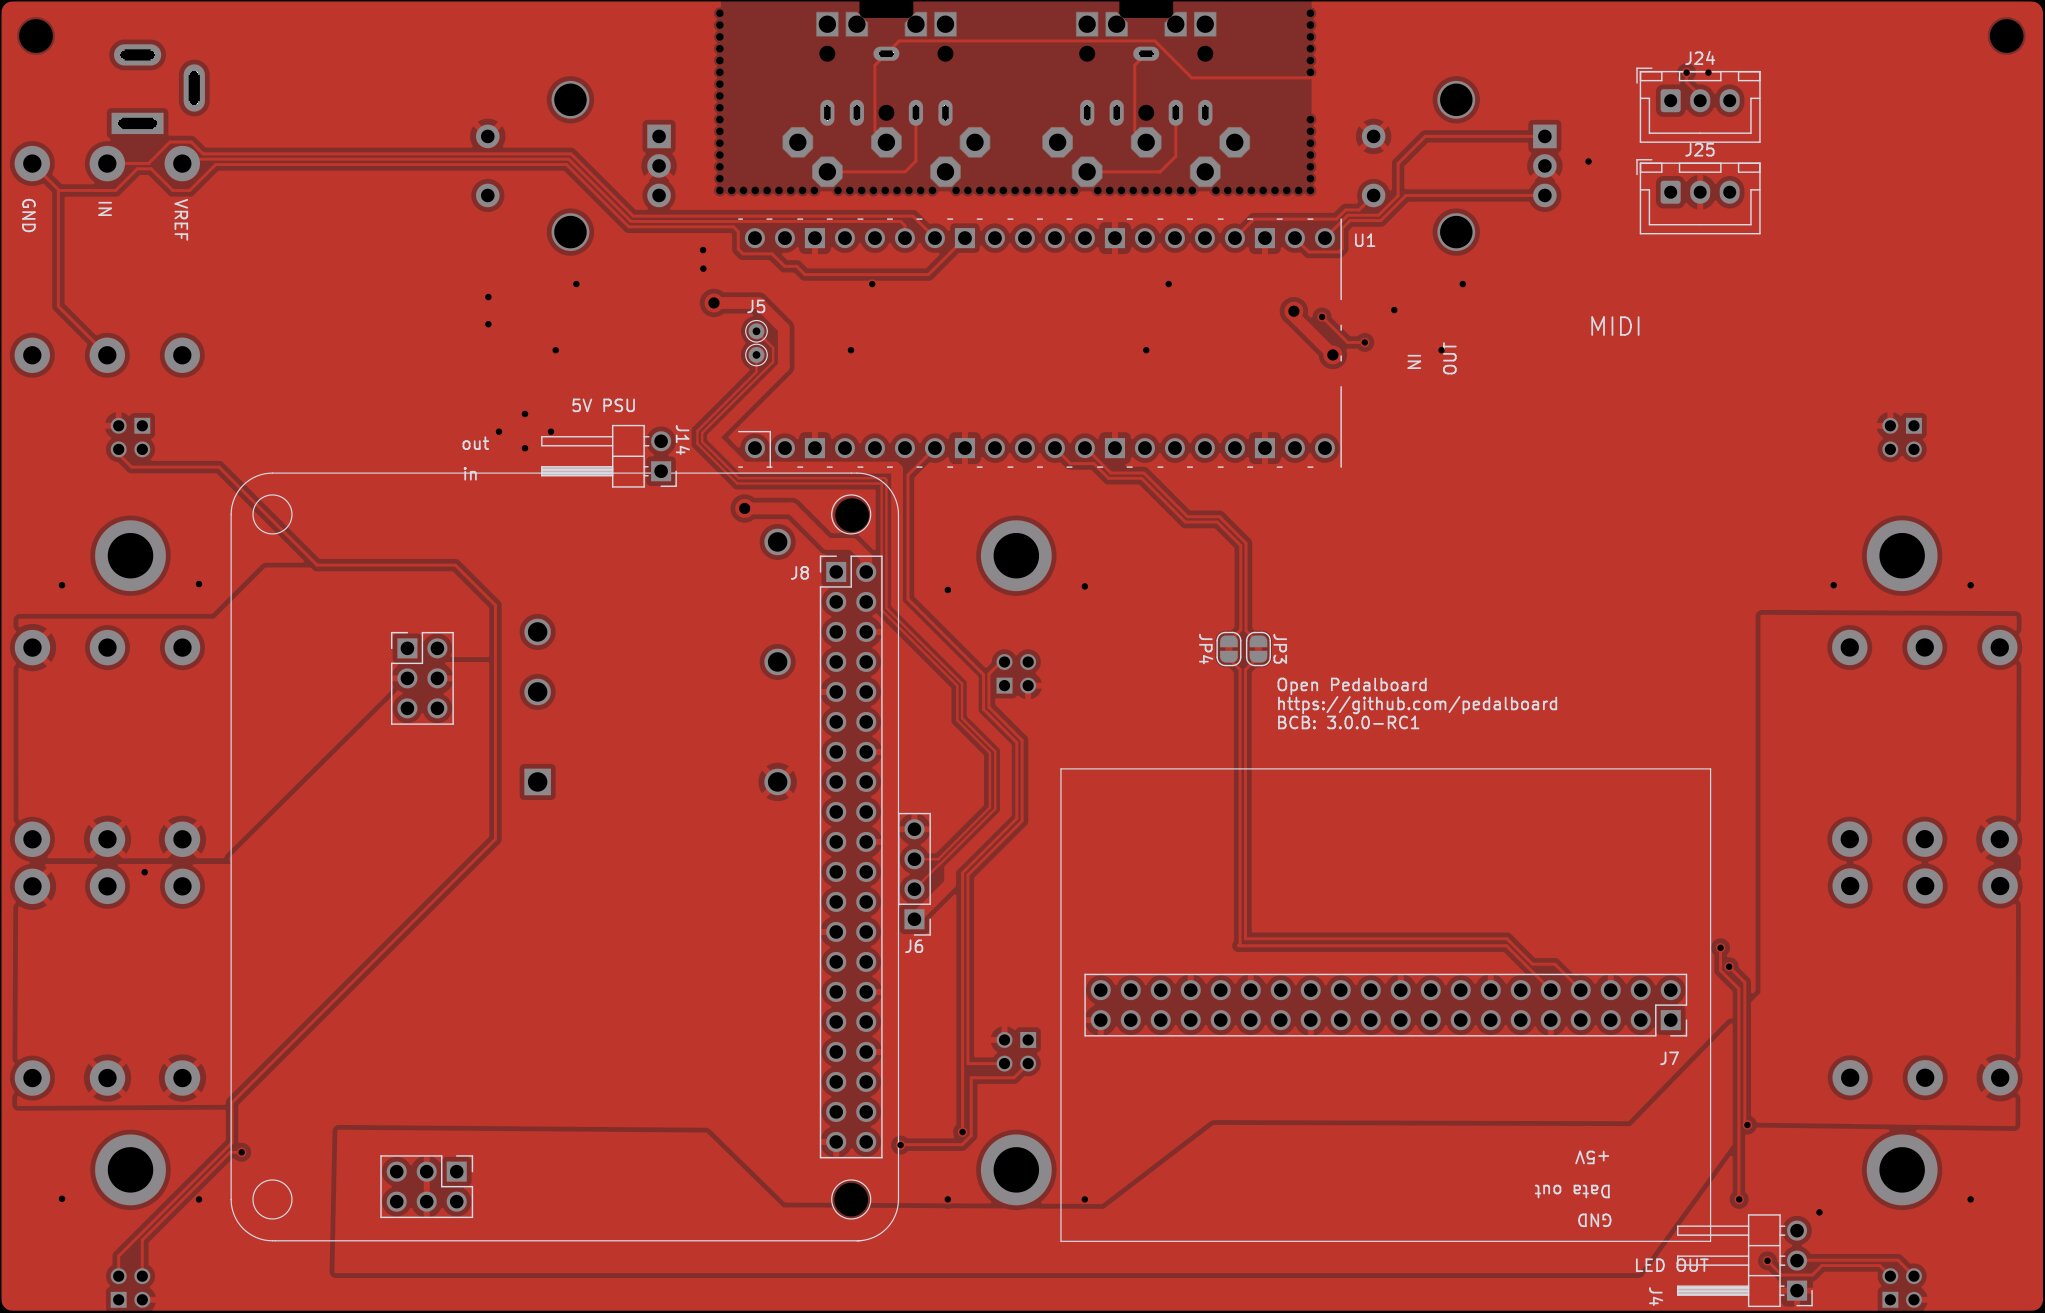 J24
J25
GND
IN
VREF
U1
J5
MIDI
IN
OUT
5V PSU
out
in
J14
J8
JP4
JP3
Open Pedalboard
https://github.com/pedalboard
BCB: 3.0.0-RC1
J6
J7
+5V
Data out
GND
LED OUT
J4